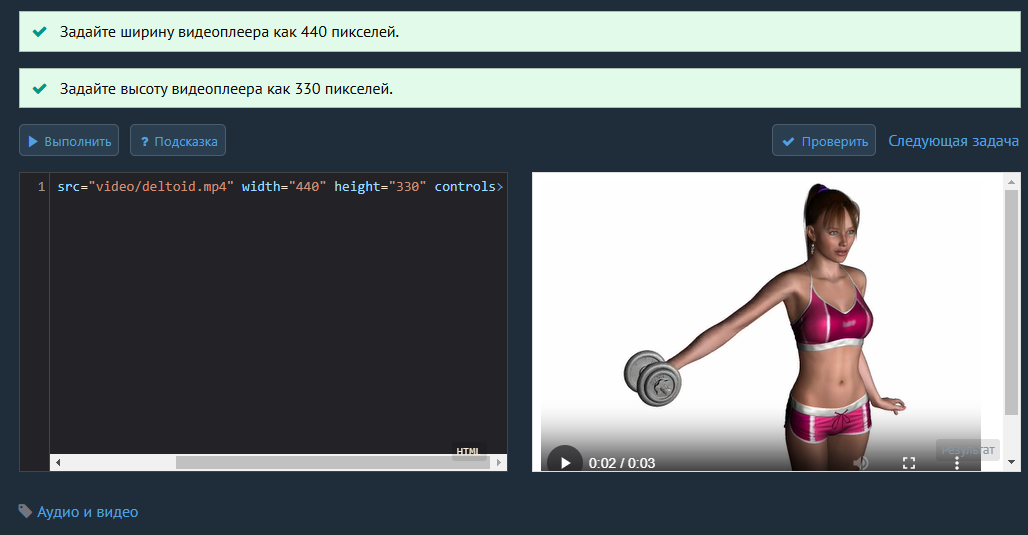 Задайте ширину видеоплеера как 440 пикселей.
Задайте высоту видеоплеера как 330 пикселей.
Выполнить
? Подсказка
Проверить
Следующая задача
1
src="video/deltoid.mp4" width="440" height="330" controls>
HTML
0:02 / 0:03
Результат
Аудио и видео